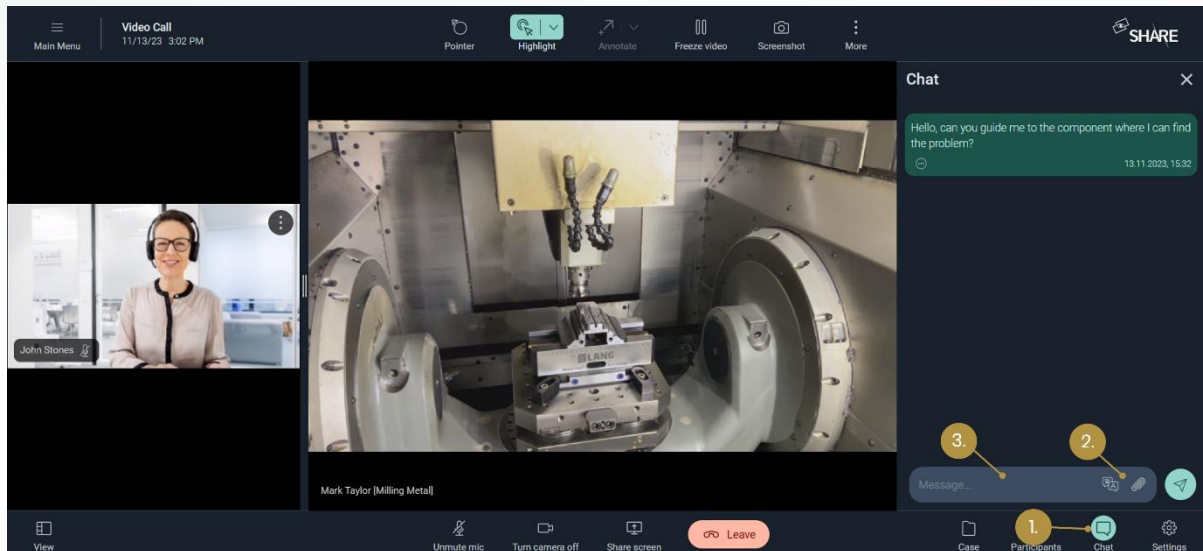 Main Menu
Video Call
11/13/23 3:02 PM
Pointer
Highlight
Annotate
Freeze video
Screenshot
More
SHARE
John Stones
LANG
Mark Taylor [Milling Metal]
Chat
Hello, can you guide me to the component where I can find
the problem?
13.11.2023, 15:32
3.
2.
Message...
1.
View
Unmute mic
Turn camera off
Share screen
Leave
Case
Participants
Chat
Settings